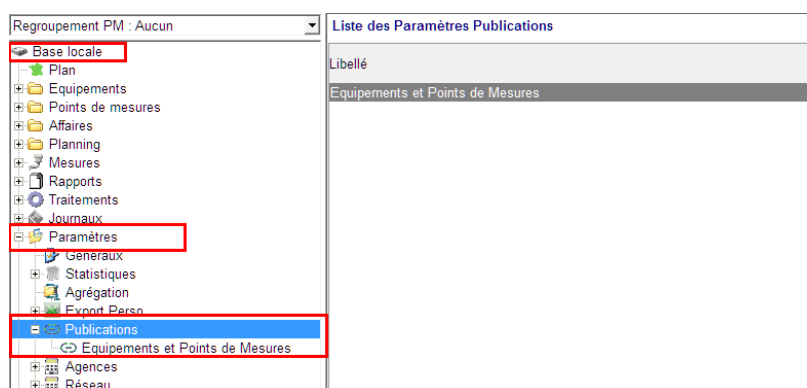 Regroupement PM : Aucun
Base locale
Plan
Equipements
Points de mesures
Affaires
Planning
Mesures
Rapports
Traitements
Journaux
Paramètres
Généraux
Statistiques
Agrégation
Export Perso
Publications
Equipements et Points de Mesures
Agences
Réseau
Liste des Paramètres Publications
Libellé
Equipements et Points de Mesures